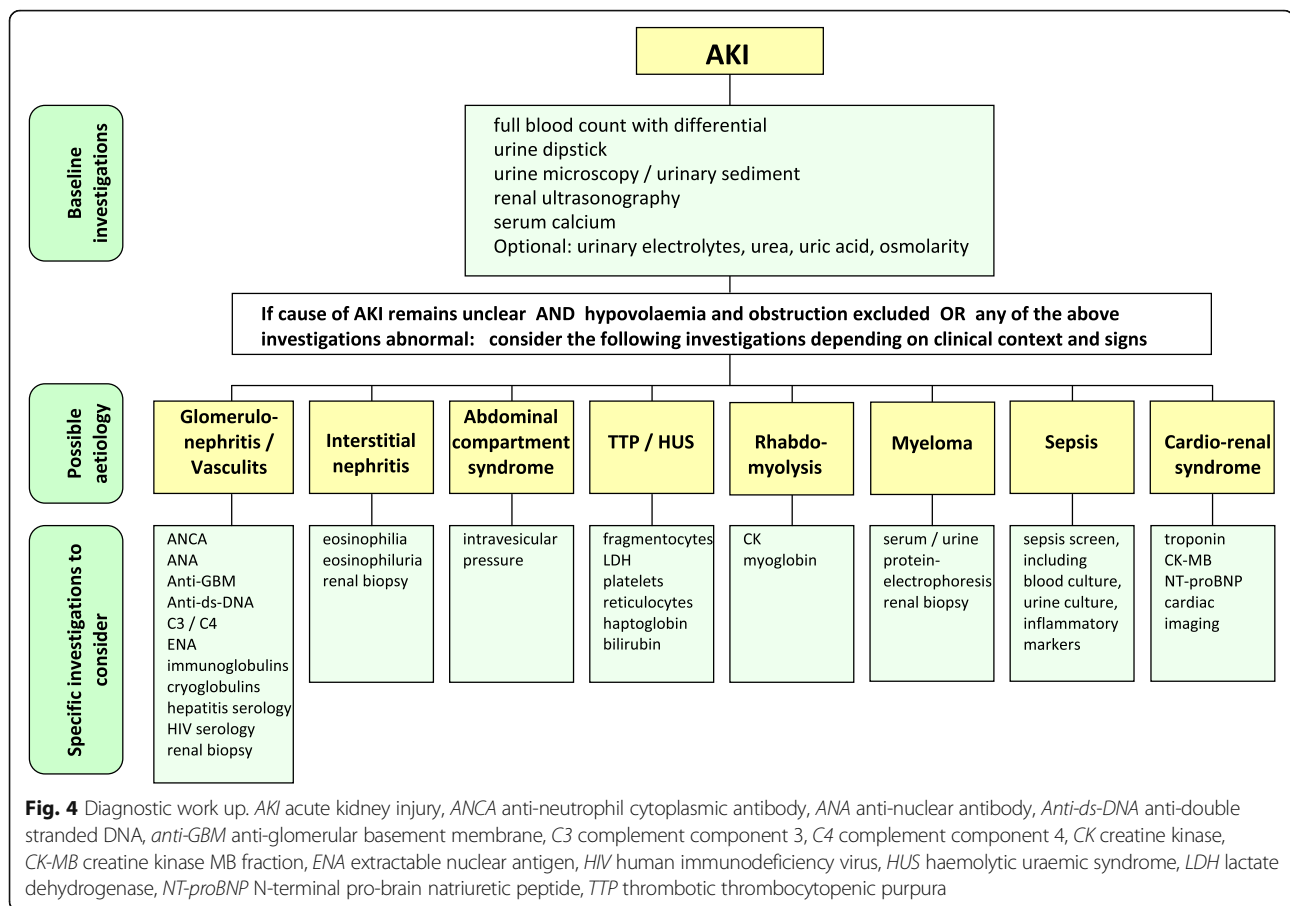 AKI
Baseline
investigations
full blood count with differential
urine dipstick
urine microscopy / urinary sediment
renal ultrasonography
serum calcium
Optional: urinary electrolytes, urea, uric acid, osmolarity
If cause of AKI remains unclear AND hypovolaemia and obstruction excluded OR any of the above
investigations abnormal: consider the following investigations depending on clinical context and signs
Possible
aetiology
Glomerulo-
nephritis /
Vasculits
Interstitial
nephritis
Abdominal
compartment
syndrome
TTP / HUS
Rhabdo-
myolysis
Myeloma
Sepsis
Cardio-renal
syndrome
Specific investigations to
consider
ANCA
ANA
Anti-GBM
Anti-ds-DNA
C3 / C4
ENA
immunoglobulins
cryoglobulins
hepatitis serology
HIV serology
renal biopsy
eosinophilia
eosinophiluria
renal biopsy
intravesicular
pressure
fragmentocytes
LDH
platelets
reticulocytes
haptoglobin
bilirubin
CK
myoglobin
serum / urine
protein-
electrophoresis
renal biopsy
sepsis screen,
including
blood culture,
urine culture,
inflammatory
markers
troponin
CK-MB
NT-proBNP
cardiac
imaging
Fig. 4 Diagnostic work up. AKI acute kidney injury, ANCA anti-neutrophil cytoplasmic antibody, ANA anti-nuclear antibody, Anti-ds-DNA anti-double
stranded DNA, anti-GBM anti-glomerular basement membrane, C3 complement component 3, C4 complement component 4, CK creatine kinase,
CK-MB creatine kinase MB fraction, ENA extractable nuclear antigen, HIV human immunodeficiency virus, HUS haemolytic uraemic syndrome, LDH lactate
dehydrogenase, NT-proBNP N-terminal pro-brain natriuretic peptide, TTP thrombotic thrombocytopenic purpura